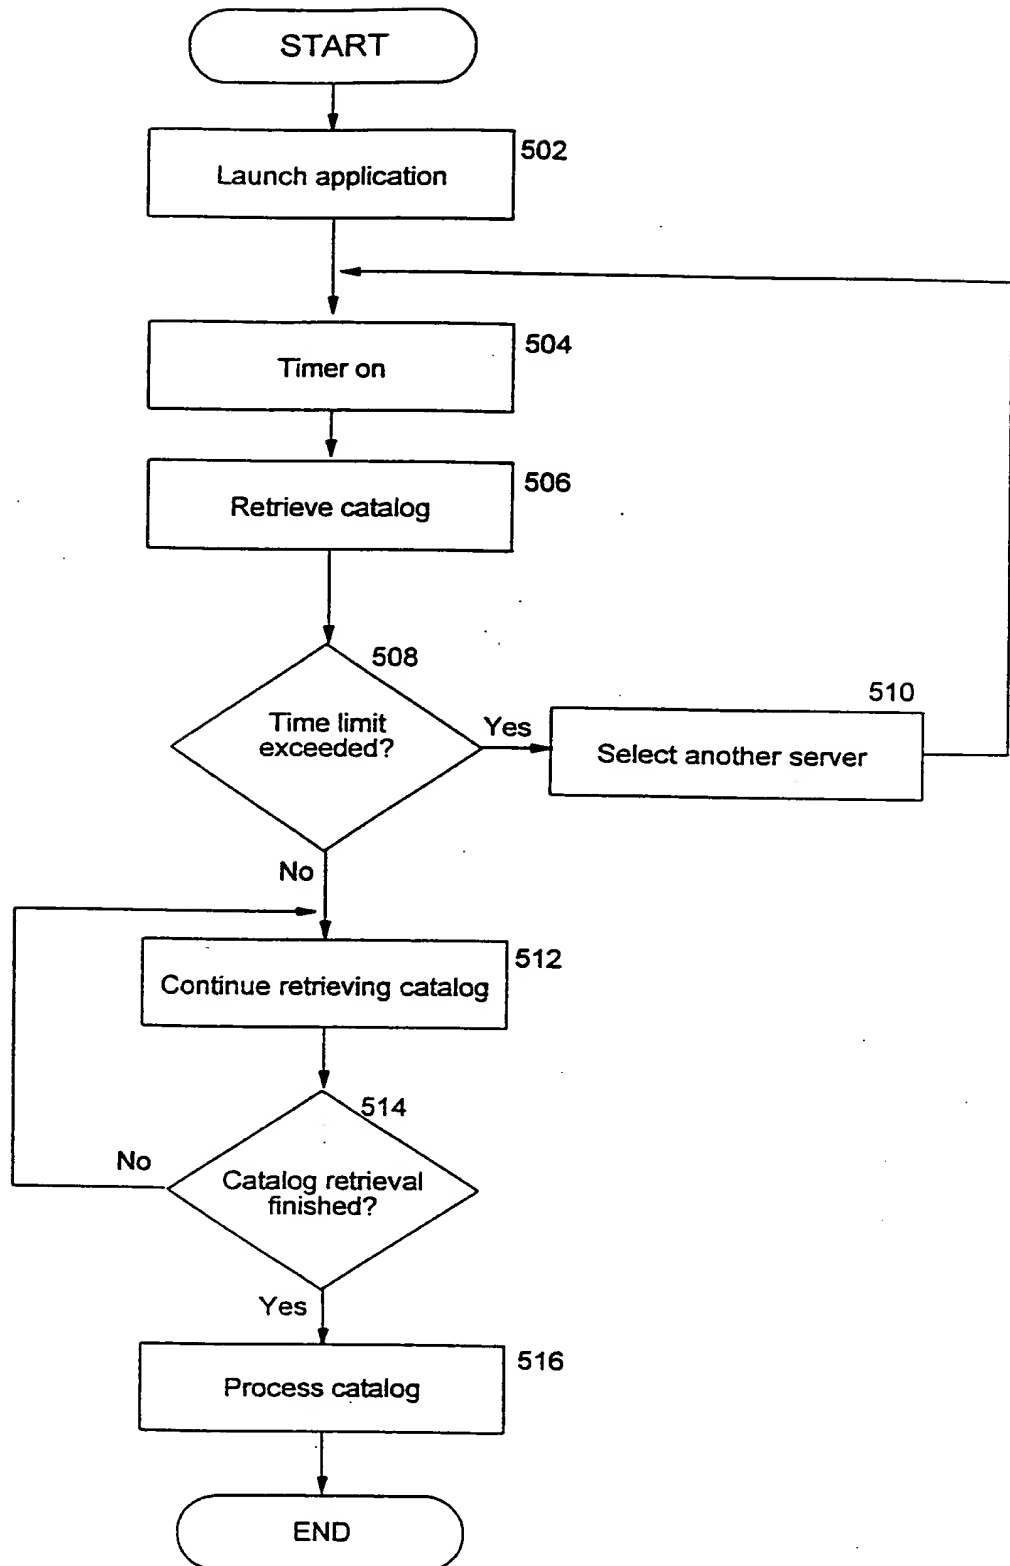 START
502
Launch application
504
Timer on
506
Retrieve catalog
508
Time limit
exceeded?
Yes
510
Select another server
No
512
Continue retrieving catalog
514
No
Catalog retrieval
finished?
Yes
516
Process catalog
END